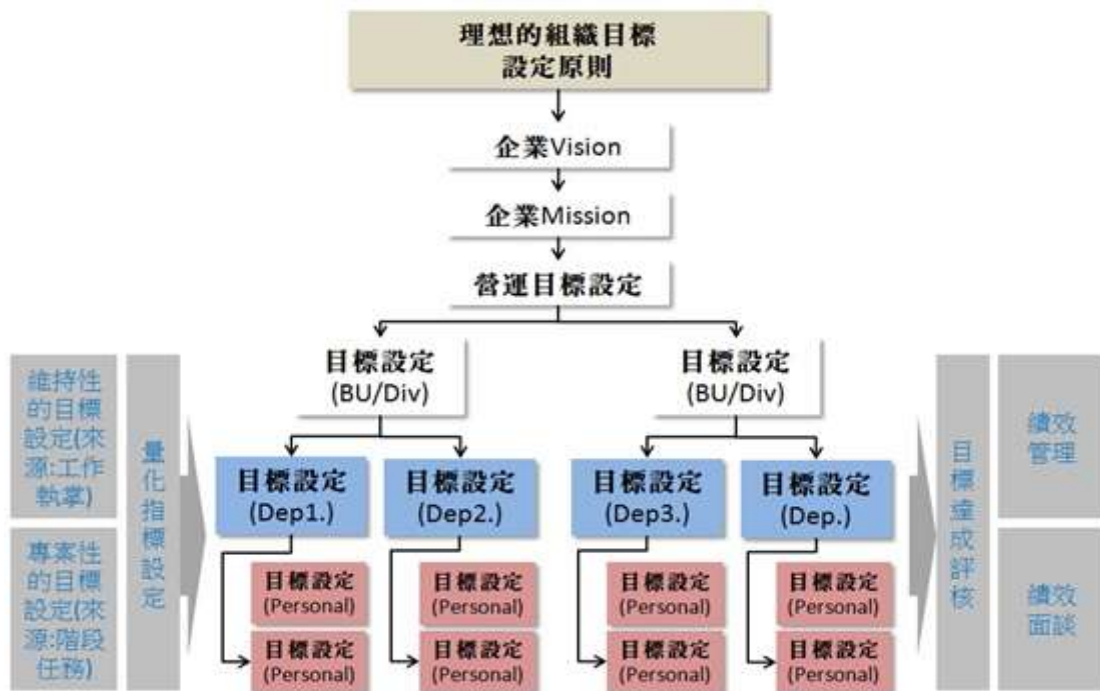 理想的組織目標
設定原則
企業Vision
企業Mission
營運目標設定
目標設定
(BU/Div)
目標設定
(BU/Div)
維持性
的目標
設定(來
源:工作
執掌)
專案性
的目標
設定(來
源:階段
任務)
量化指標設定
目標設定
(Dep1.)
目標設定
(Dep2.)
目標設定
(Dep3.)
目標設定
(Dep.)
目標設定
(Personal)
目標設定
(Personal)
目標設定
(Personal)
目標設定
(Personal)
目標設定
(Personal)
目標設定
(Personal)
目標設定
(Personal)
目標設定
(Personal)
目標達成評核
績效
管理
績效
面談